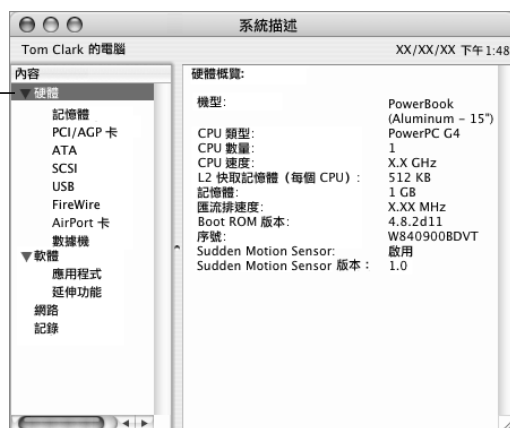 系統描述
Tom Clark 的電腦
XX/XX/XX 下午 1:48
內容
硬體
記憶體
PCI/AGP 卡
ATA
SCSI
USB
FireWire
AirPort 卡
數據機
軟體
應用程式
延伸功能
網路
記錄
硬體概覽:
機型: PowerBook
(Aluminum – 15")
CPU 類型: PowerPC G4
CPU 數量: 1
CPU 速度: X.X GHz
L2 快取記憶體（每個 CPU）: 512 KB
記憶體: 1 GB
匯流排速度: X.XX MHz
Boot ROM 版本: 4.8.2d11
序號: W840900BDVT
Sudden Motion Sensor: 啟用
Sudden Motion Sensor 版本： 1.0